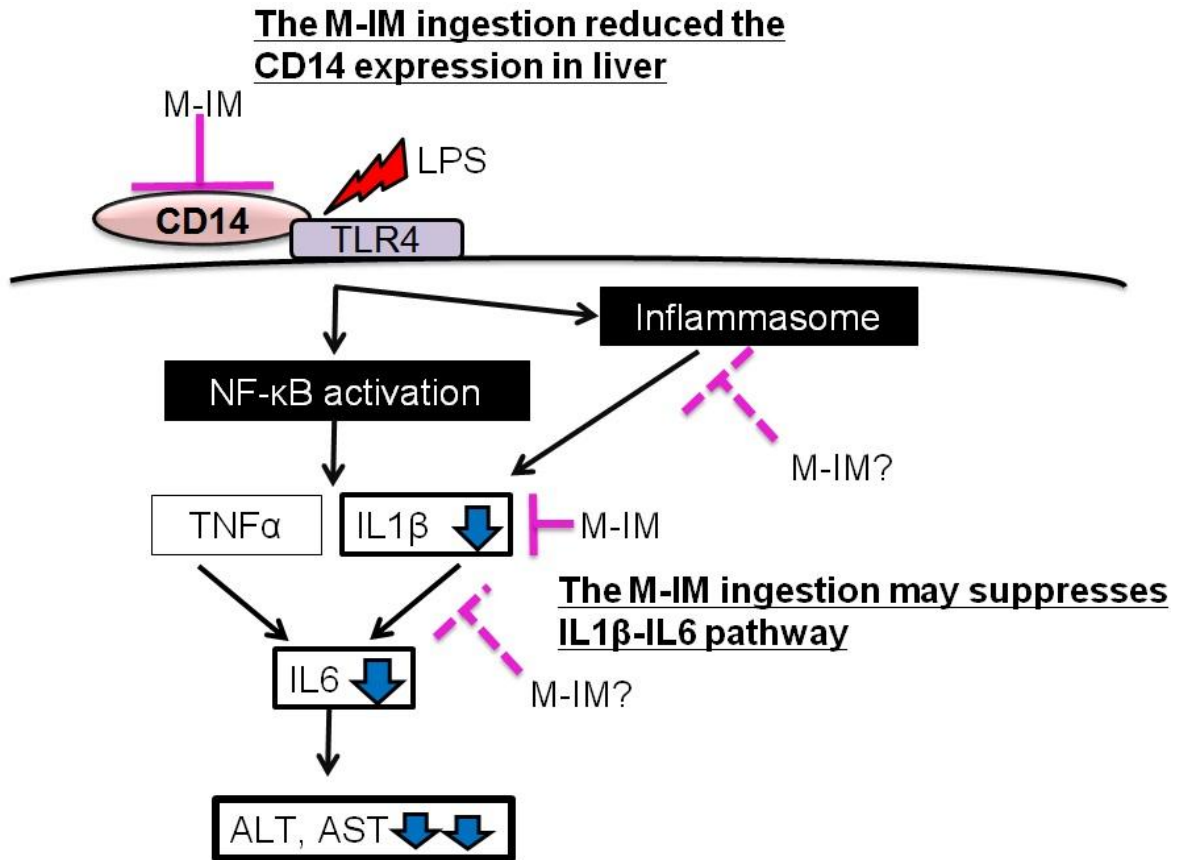 The M-IM ingestion reduced the
CD14 expression in liver
M-IM
LPS
CD14
TLR4
Inflammasome
NF-κB activation
M-IM?
TNFα
IL1β
M-IM
The M-IM ingestion may suppresses
IL1β-IL6 pathway
IL6
M-IM?
ALT, AST